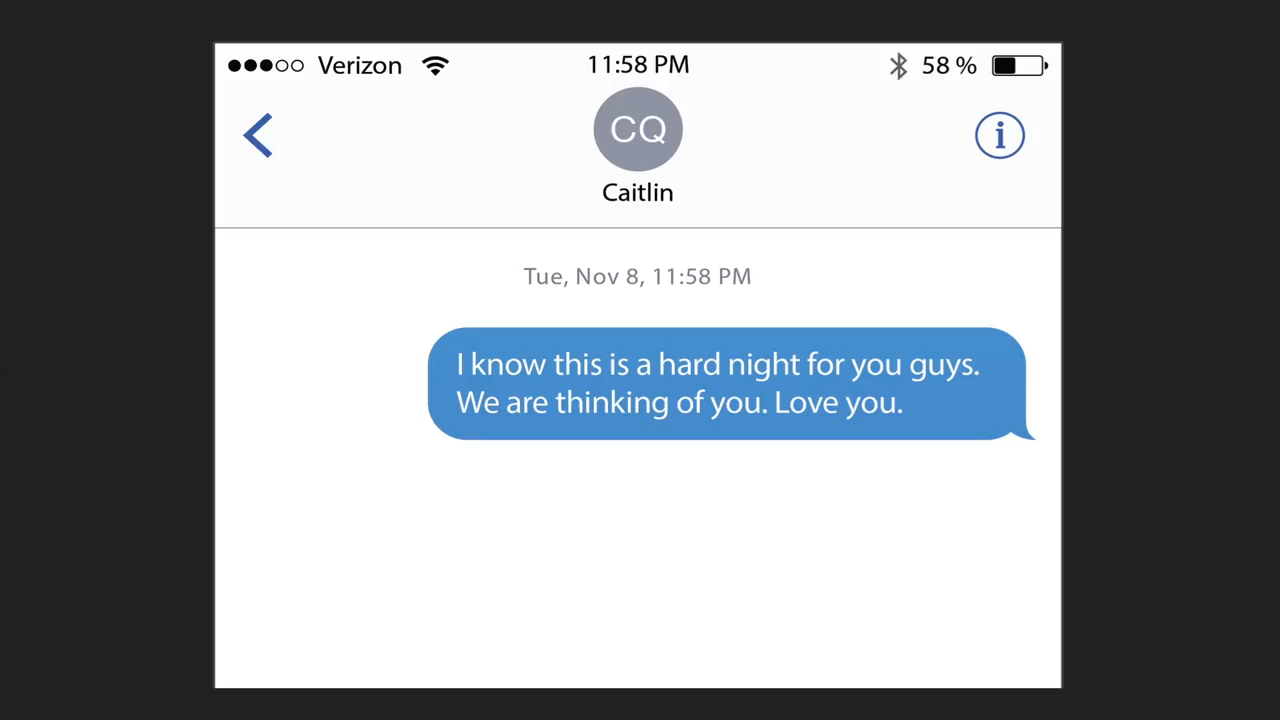 Verizon 11:58 PM 58 %
CQ
i
Caitlin
Tue, Nov 8, 11:58 PM
I know this is a hard night for you guys.
We are thinking of you. Love you.